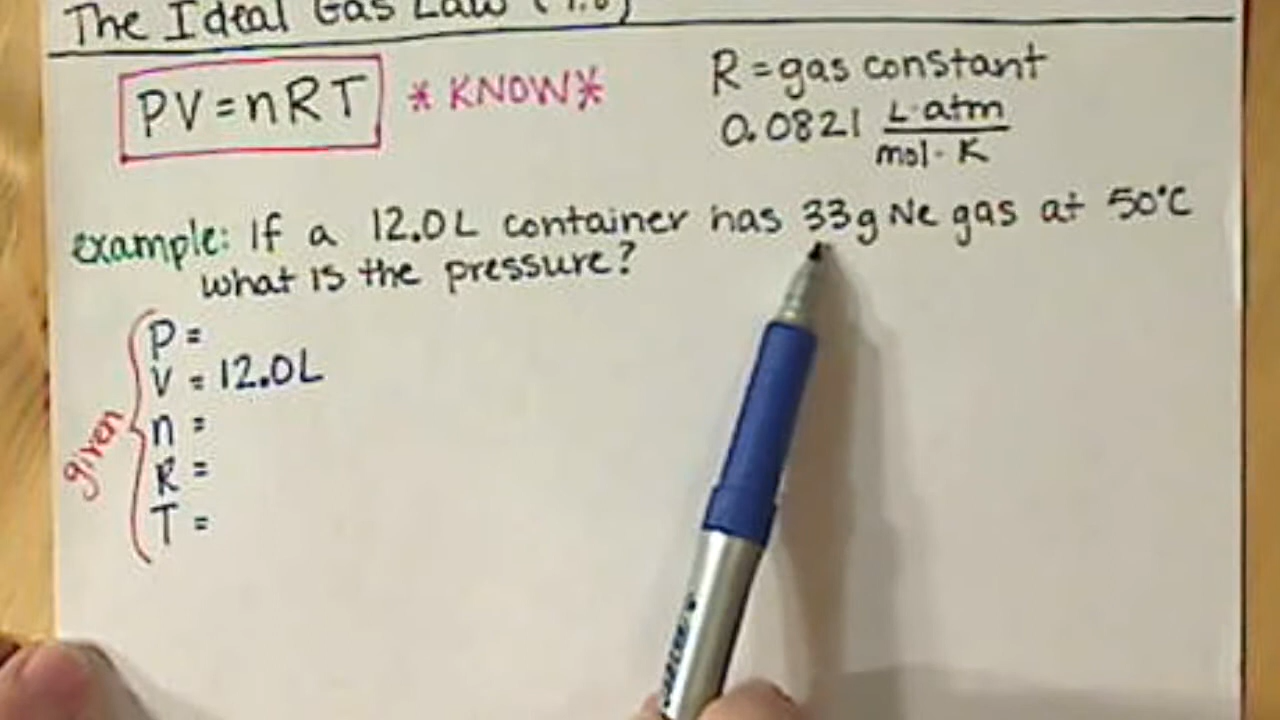 The Ideal Gas Law
PV=nRT *KNOW*
R = gas constant
0.0821 L·atm
mol·K
example: If a 12.0L container has 33g Ne gas at 50°C
what is the pressure?
given
P =
V = 12.0L
n =
R =
T =